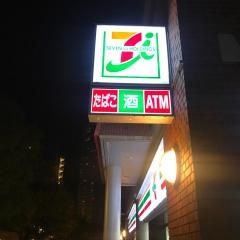 SEVEN & i HOLDINGS
たばこ 酒 ATM